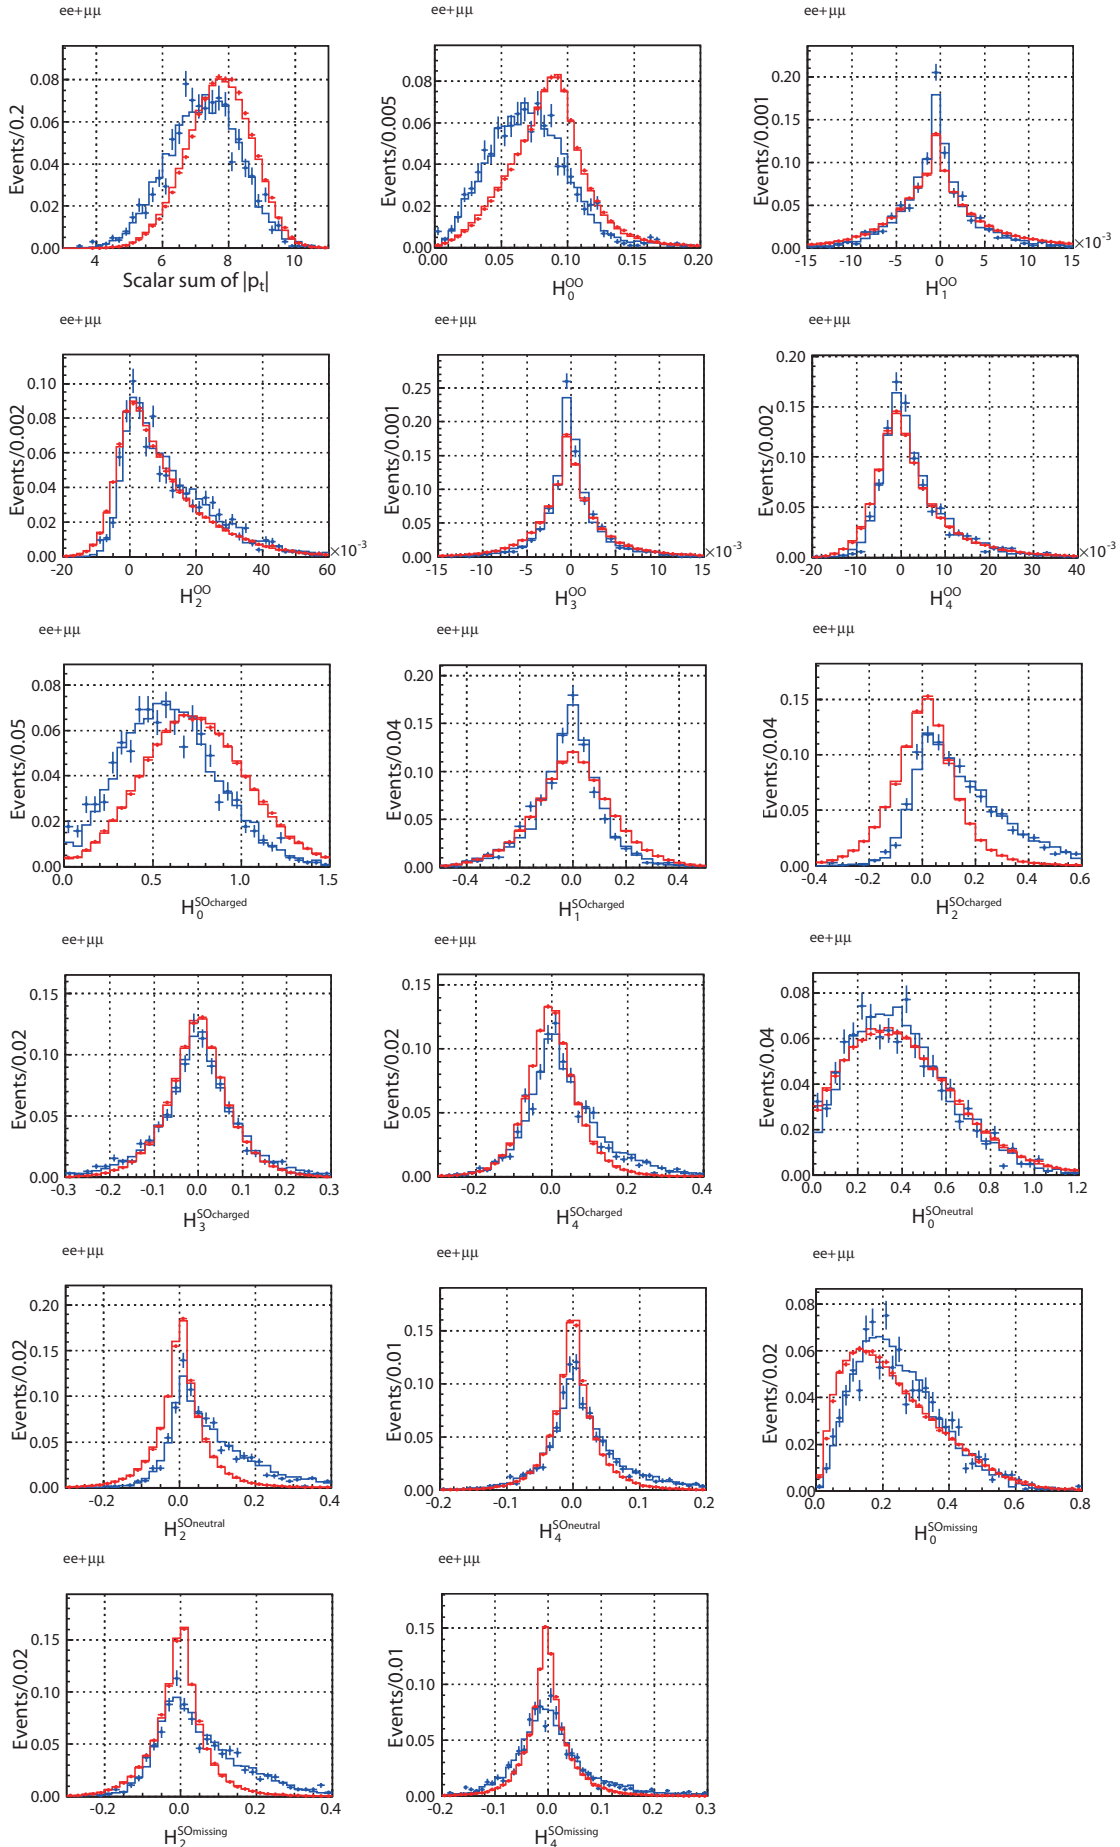 ee+μμ ee+μμ ee+μμ
Events/0.2 0.08 0.06 0.04 0.02 0.00 4 6 8 10 Scalar sum of |pt|
Events/0.005 0.08 0.06 0.04 0.02 0.00 0.00 0.05 0.10 0.15 0.20 H0OO
Events/0.001 0.20 0.15 0.10 0.05 0.00 -15 -10 -5 0 5 10 15 ×10-3 H1OO
ee+μμ ee+μμ ee+μμ
Events/0.002 0.10 0.08 0.06 0.04 0.02 0.00 -20 0 20 40 60 ×10-3 H2OO
Events/0.001 0.25 0.20 0.15 0.10 0.05 0.00 -15 -10 -5 0 5 10 15 ×10-3 H3OO
Events/0.002 0.20 0.15 0.10 0.05 0.00 -20 -10 0 10 20 30 40 ×10-3 H4OO
ee+μμ ee+μμ ee+μμ
Events/0.05 0.08 0.06 0.04 0.02 0.00 0.0 0.5 1.0 1.5 H0SOcharged
Events/0.04 0.20 0.15 0.10 0.05 0.00 -0.4 -0.2 0.0 0.2 0.4 H1SOcharged
Events/0.04 0.15 0.10 0.05 0.00 -0.4 -0.2 0.0 0.2 0.4 0.6 H2SOcharged
ee+μμ ee+μμ ee+μμ
Events/0.02 0.15 0.10 0.05 0.00 -0.3 -0.2 -0.1 0.0 0.1 0.2 0.3 H3SOcharged
Events/0.02 0.15 0.10 0.05 0.00 -0.2 0.0 0.2 0.4 H4SOcharged
Events/0.04 0.08 0.06 0.04 0.02 0.00 0.0 0.2 0.4 0.6 0.8 1.0 1.2 H0SOneutral
ee+μμ ee+μμ ee+μμ
Events/0.02 0.20 0.15 0.10 0.05 0.00 -0.2 0.0 0.2 0.4 H2SOneutral
Events/0.01 0.15 0.10 0.05 0.00 -0.2 -0.1 0.0 0.1 0.2 H4SOneutral
Events/0.02 0.08 0.06 0.04 0.02 0.00 0.0 0.2 0.4 0.6 0.8 H0SOmissing
ee+μμ ee+μμ
Events/0.02 0.15 0.10 0.05 0.00 -0.2 0.0 0.2 0.4 H2SOmissing
Events/0.01 0.15 0.10 0.05 0.00 -0.2 -0.1 0.0 0.1 0.2 0.3 H4SOmissing